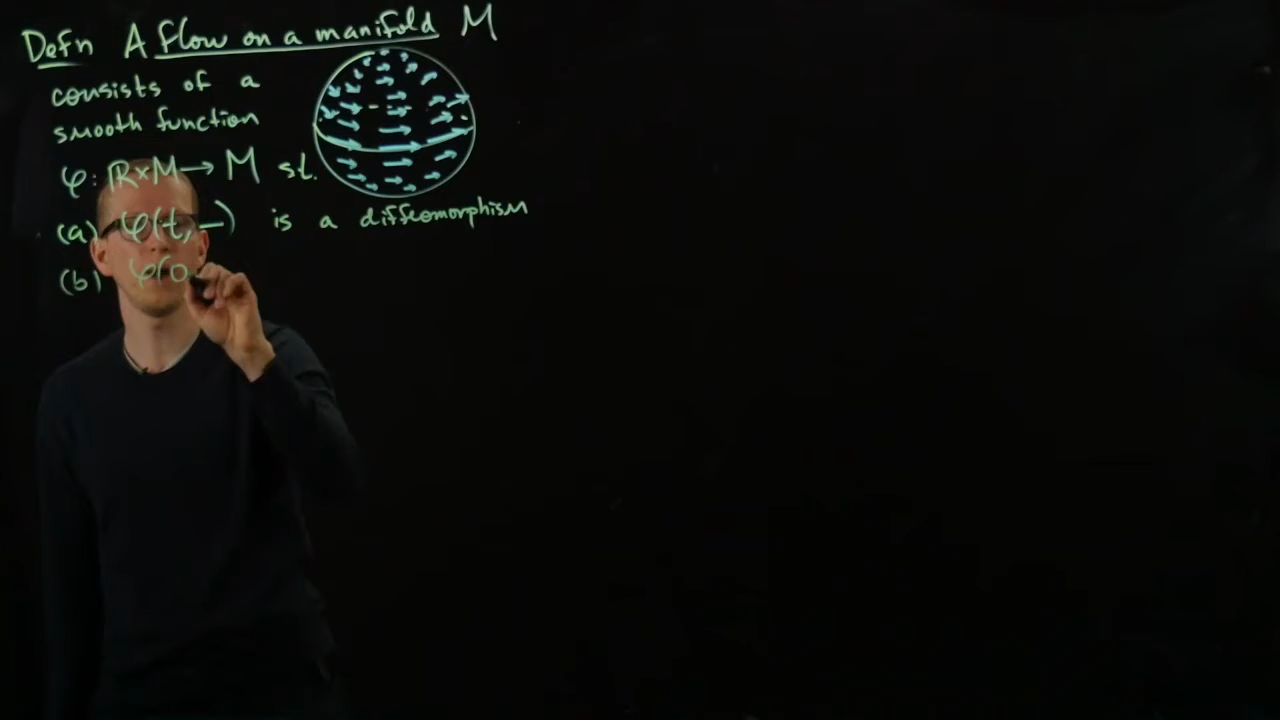 Defn A flow on a manifold M
consists of a
smooth function
φ: ℝ×M → M s.t.
(a) φ(t, –) is a diffeomorphism
(b) φ(0